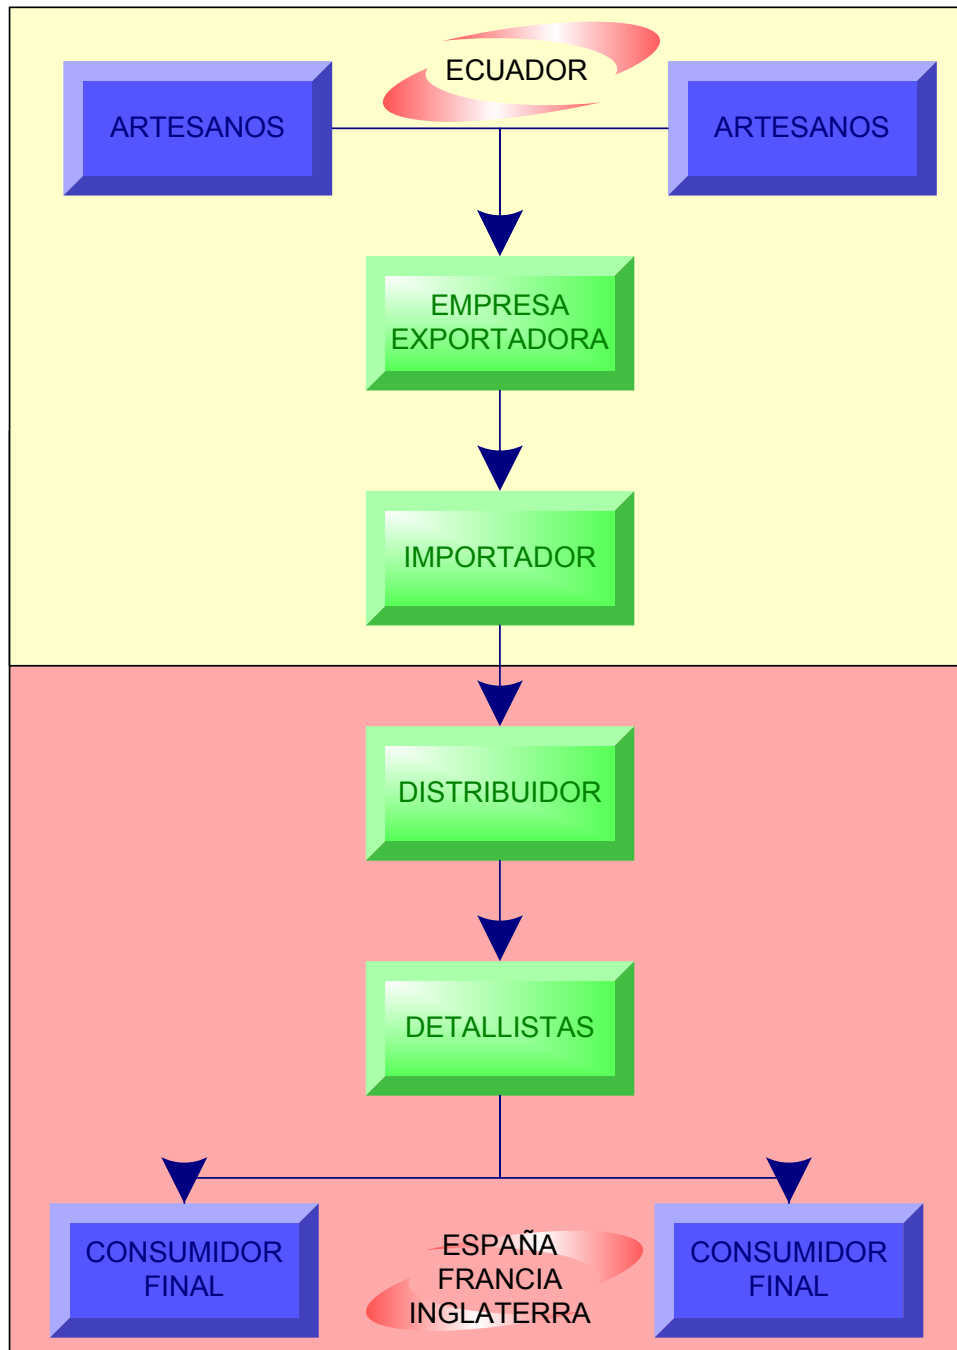 ECUADOR
ARTESANOS
ARTESANOS
EMPRESA
EXPORTADORA
IMPORTADOR
DISTRIBUIDOR
DETALLISTAS
CONSUMIDOR
FINAL
ESPAÑA
FRANCIA
INGLATERRA
CONSUMIDOR
FINAL